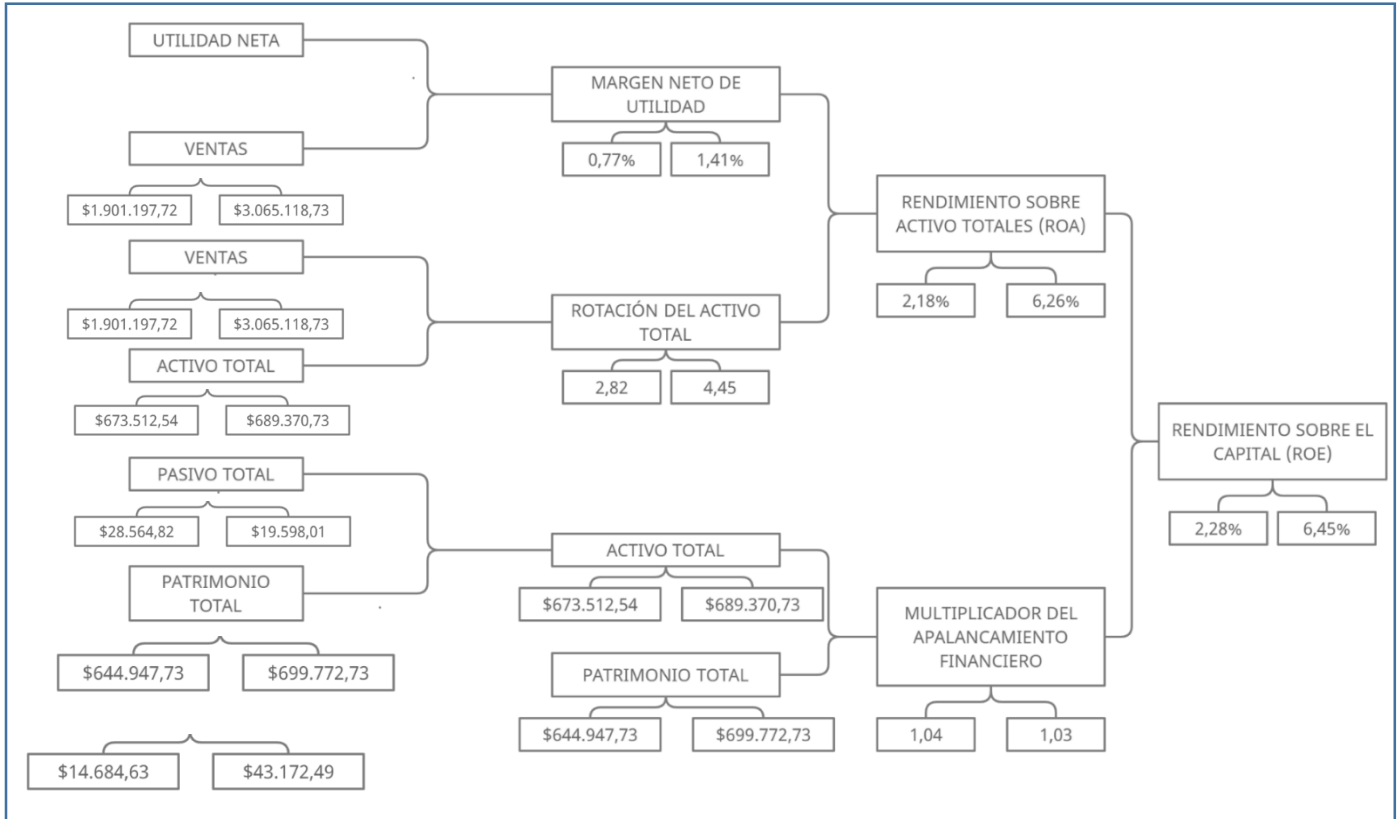 UTILIDAD NETA
VENTAS
$1.901.197,72
$3.065.118,73
VENTAS
$1.901.197,72
$3.065.118,73
ACTIVO TOTAL
$673.512,54
$689.370,73
PASIVO TOTAL
$28.564,82
$19.598,01
PATRIMONIO
TOTAL
$644.947,73
$699.772,73
$14.684,63
$43.172,49
MARGEN NETO DE
UTILIDAD
0,77%
1,41%
ROTACIÓN DEL ACTIVO
TOTAL
2,82
4,45
ACTIVO TOTAL
$673.512,54
$689.370,73
PATRIMONIO TOTAL
$644.947,73
$699.772,73
RENDIMIENTO SOBRE
ACTIVO TOTALES (ROA)
2,18%
6,26%
MULTIPLICADOR DEL
APALANCAMIENTO
FINANCIERO
1,04
1,03
RENDIMIENTO SOBRE EL
CAPITAL (ROE)
2,28%
6,45%